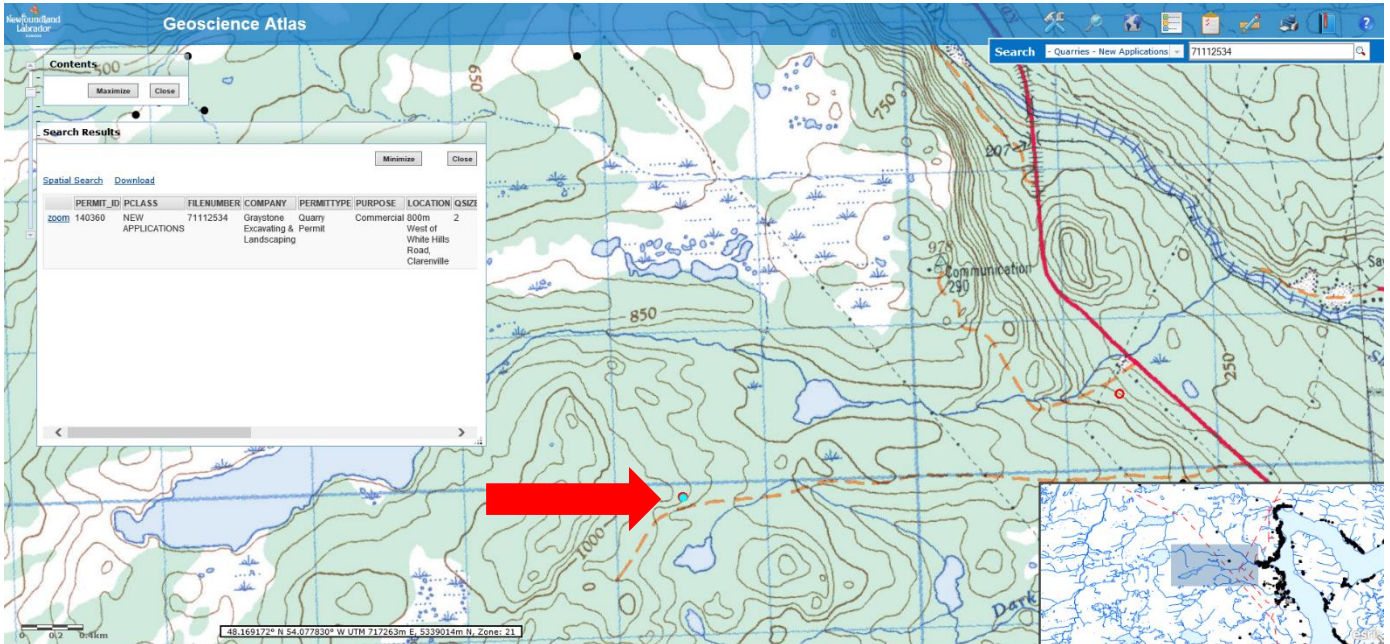 Newfoundland
Labrador
Geoscience Atlas
Search
- Quarries - New Applications
71112534
Contents
Maximize
Close
Search Results
Minimize
Close
Spatial Search
Download
PERMIT_ID PCLASS FILENUMBER COMPANY PERMITTYPE PURPOSE LOCATION QSIZE
zoom 140360 NEW 71112534 Graystone Quarry Commercial 800m 2
APPLICATIONS Excavating & Permit West of
Landscaping White Hills
Road,
Clarenville
500
650
750
207
978
Communication
290
850
250
1000
Dark
0 0.2 0.4km
48.169172° N 54.077830° W UTM 717263m E, 5339014m N, Zone: 21
esri